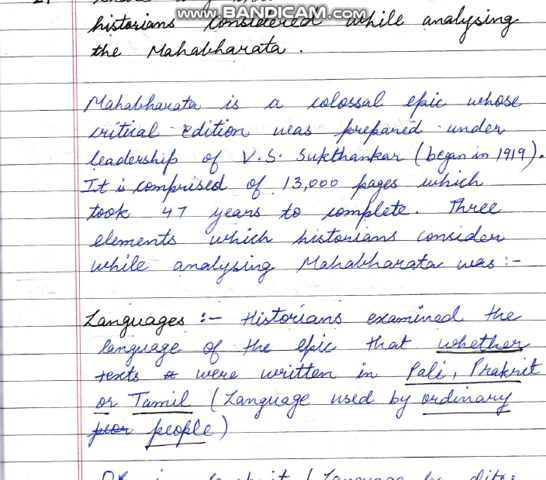 www.BANDICAM.com
historians considered while analysing
the Mahabharata.
Mahabharata is a colossal epic whose
critical edition was prepared under
leadership of V.S. Sukthankar (began in 1919).
It is comprised of 13,000 pages which
took 47 years to complete. Three
elements which historians consider
while analysing Mahabharata was :-
Languages :- Historians examined the
language of the epic that whether
texts were written in Pali, Prakrit
or Tamil (Language used by ordinary
people)